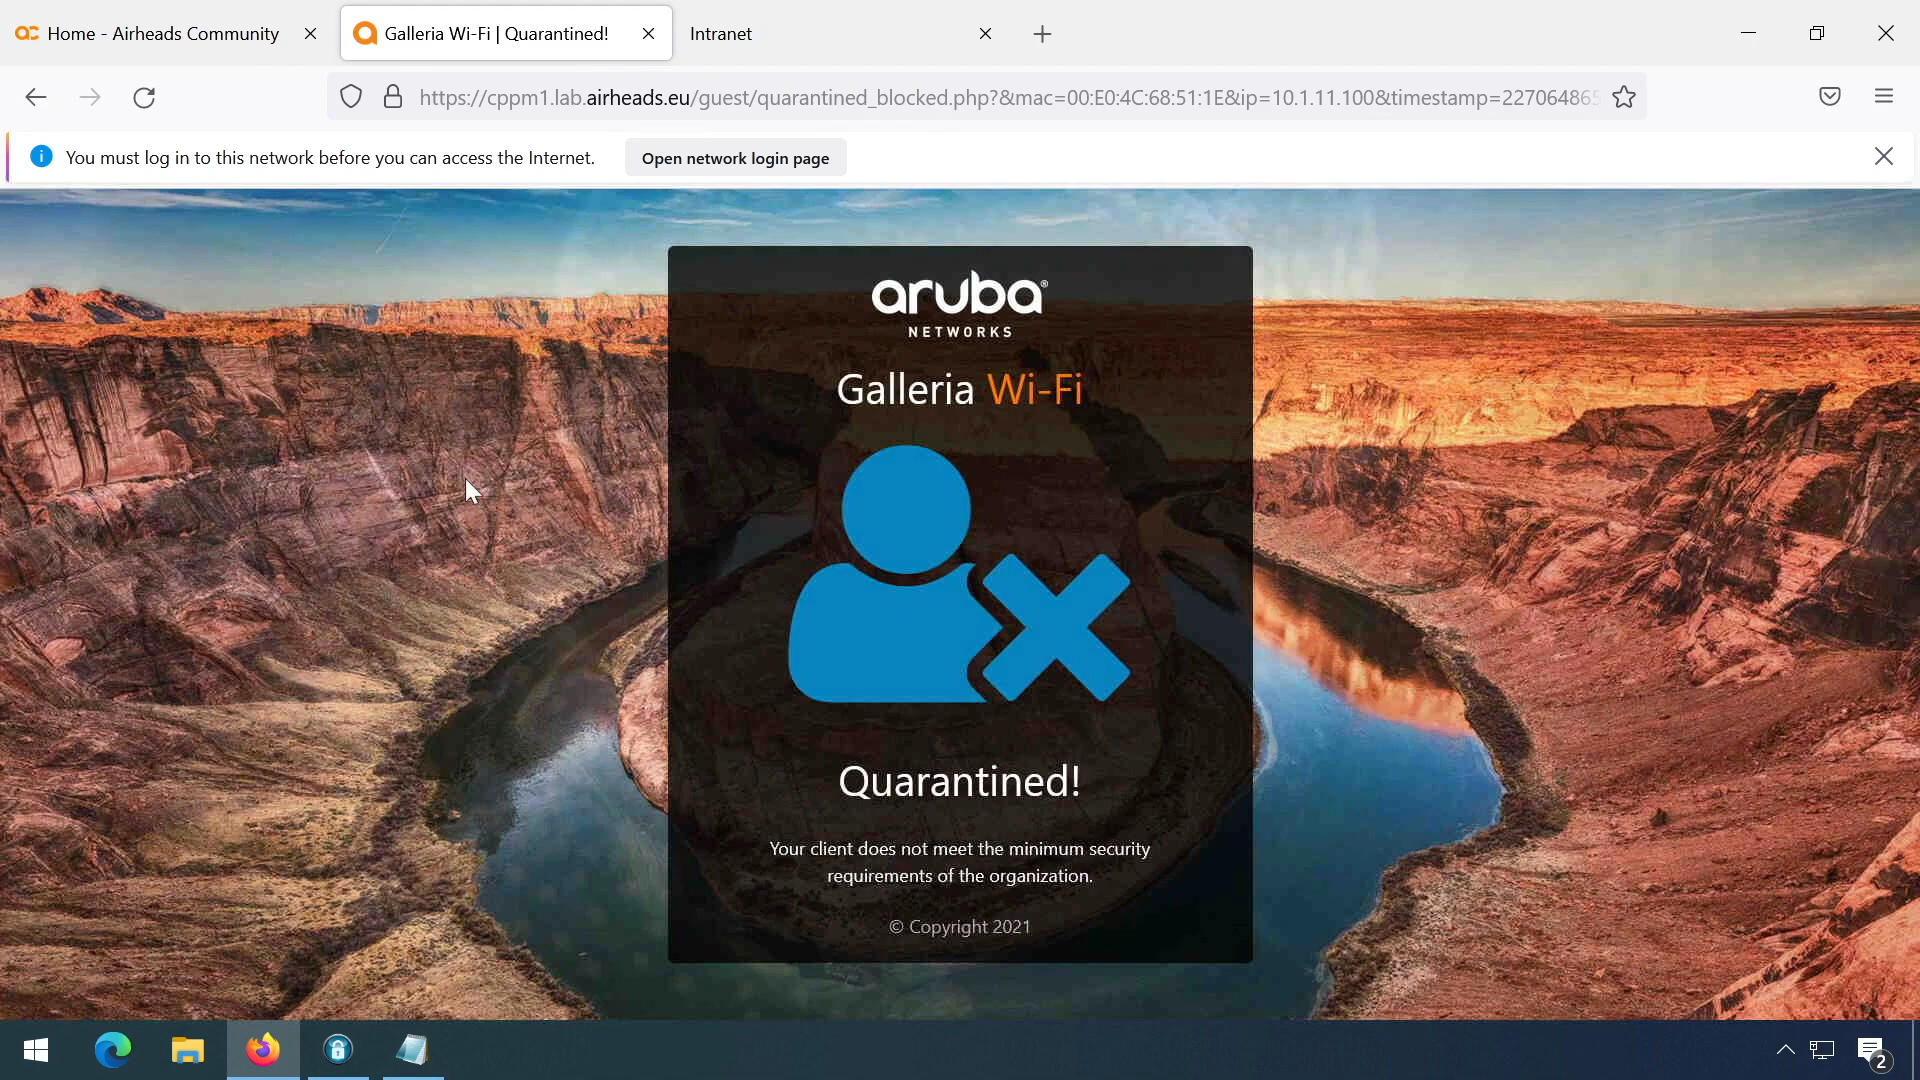 Home - Airheads Community
Galleria Wi-Fi | Quarantined!
Intranet
https://cppm1.lab.airheads.eu/guest/quarantined_blocked.php?&mac=00:E0:4C:68:51:1E&ip=10.1.11.100&timestamp=227064865
You must log in to this network before you can access the Internet.
Open network login page
aruba
NETWORKS
Galleria Wi-Fi
Quarantined!
Your client does not meet the minimum security
requirements of the organization.
© Copyright 2021
2